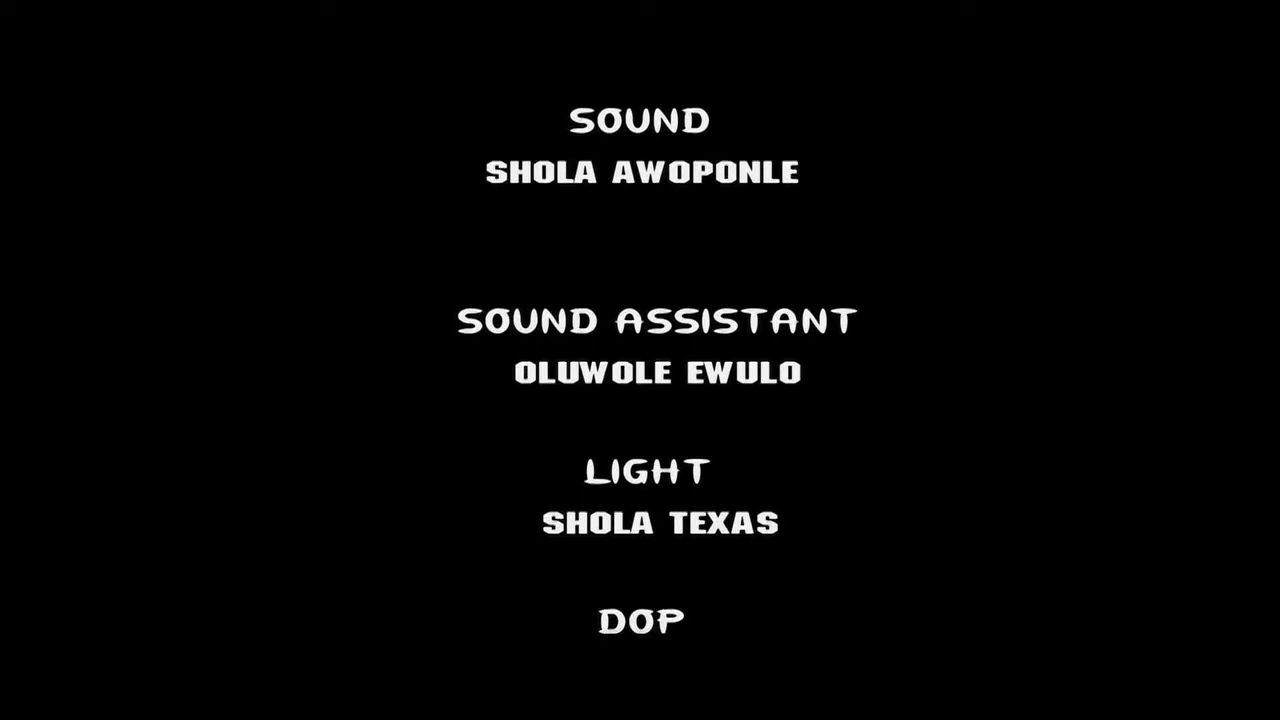 SOUND
SHOLA AWOPONLE
SOUND ASSISTANT
OLUWOLE EWULO
LIGHT
SHOLA TEXAS
DOP